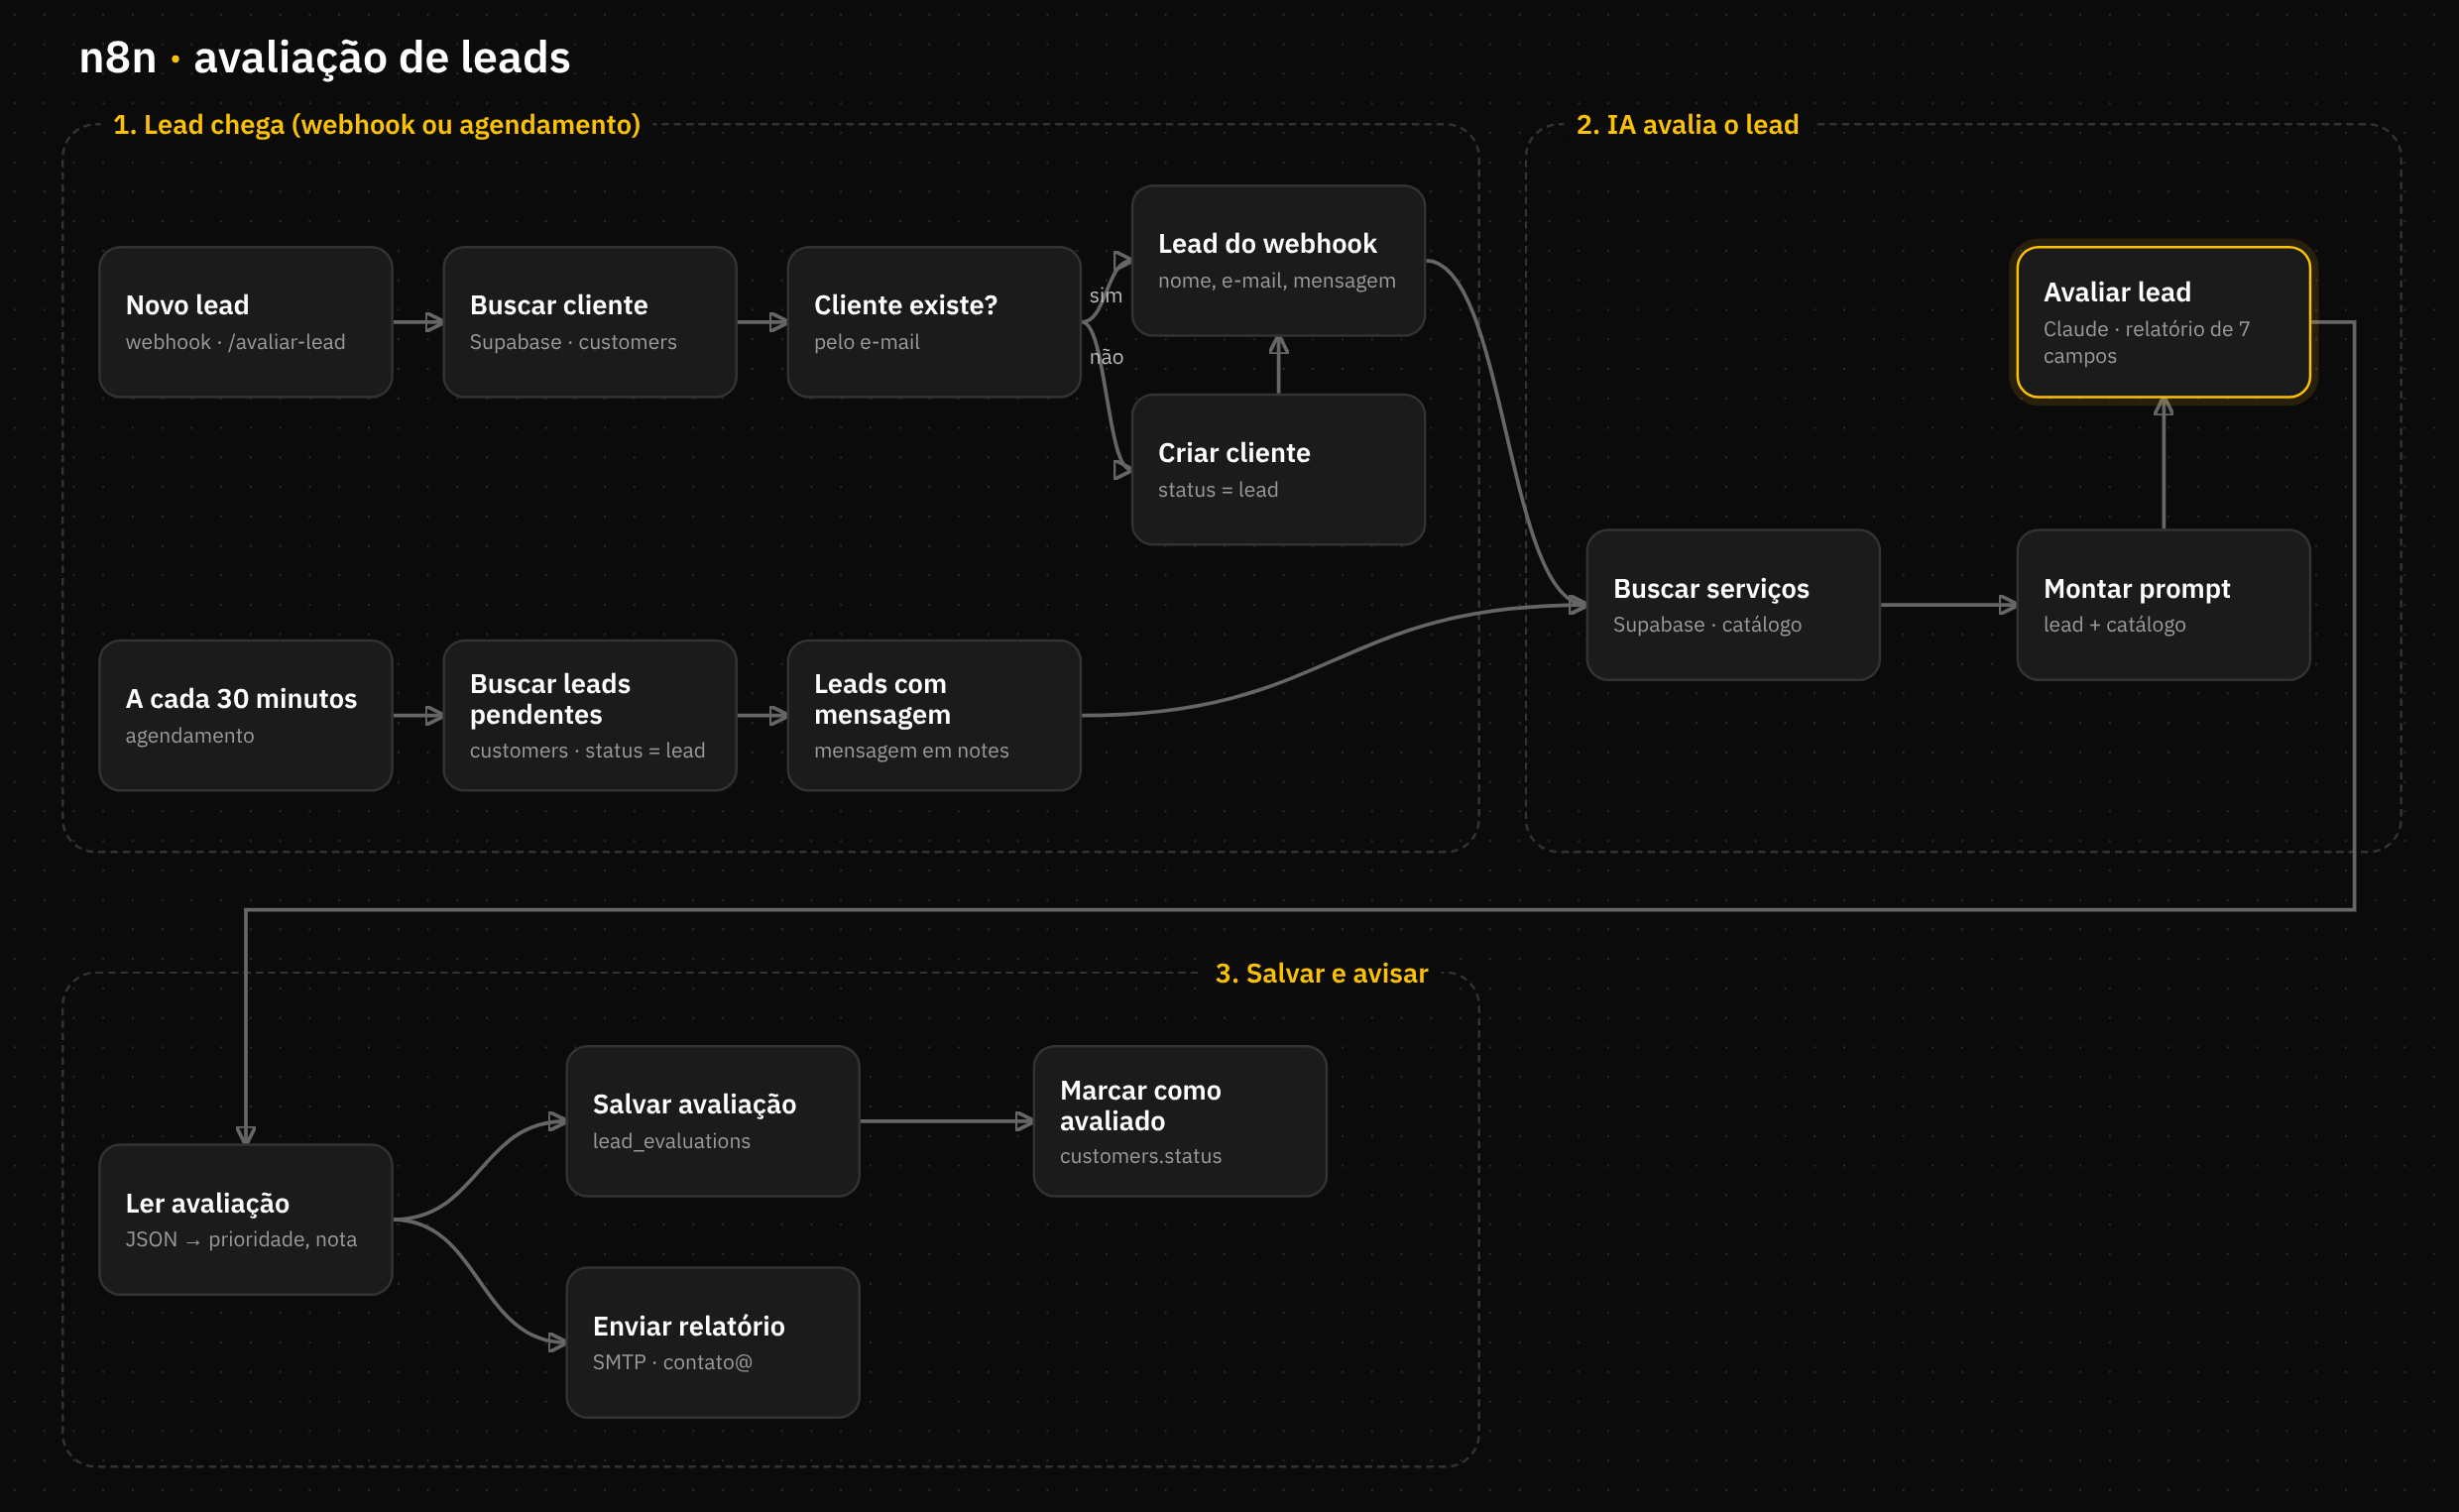 n8n · avaliação de leads
1. Lead chega (webhook ou agendamento)
Novo lead
webhook · /avaliar-lead
Buscar cliente
Supabase · customers
Cliente existe?
pelo e-mail
sim
não
Lead do webhook
nome, e-mail, mensagem
Criar cliente
status = lead
A cada 30 minutos
agendamento
Buscar leads
pendentes
customers · status = lead
Leads com
mensagem
mensagem em notes
2. IA avalia o lead
Buscar serviços
Supabase · catálogo
Montar prompt
lead + catálogo
Avaliar lead
Claude · relatório de 7
campos
3. Salvar e avisar
Ler avaliação
JSON → prioridade, nota
Salvar avaliação
lead_evaluations
Marcar como
avaliado
customers.status
Enviar relatório
SMTP · contato@